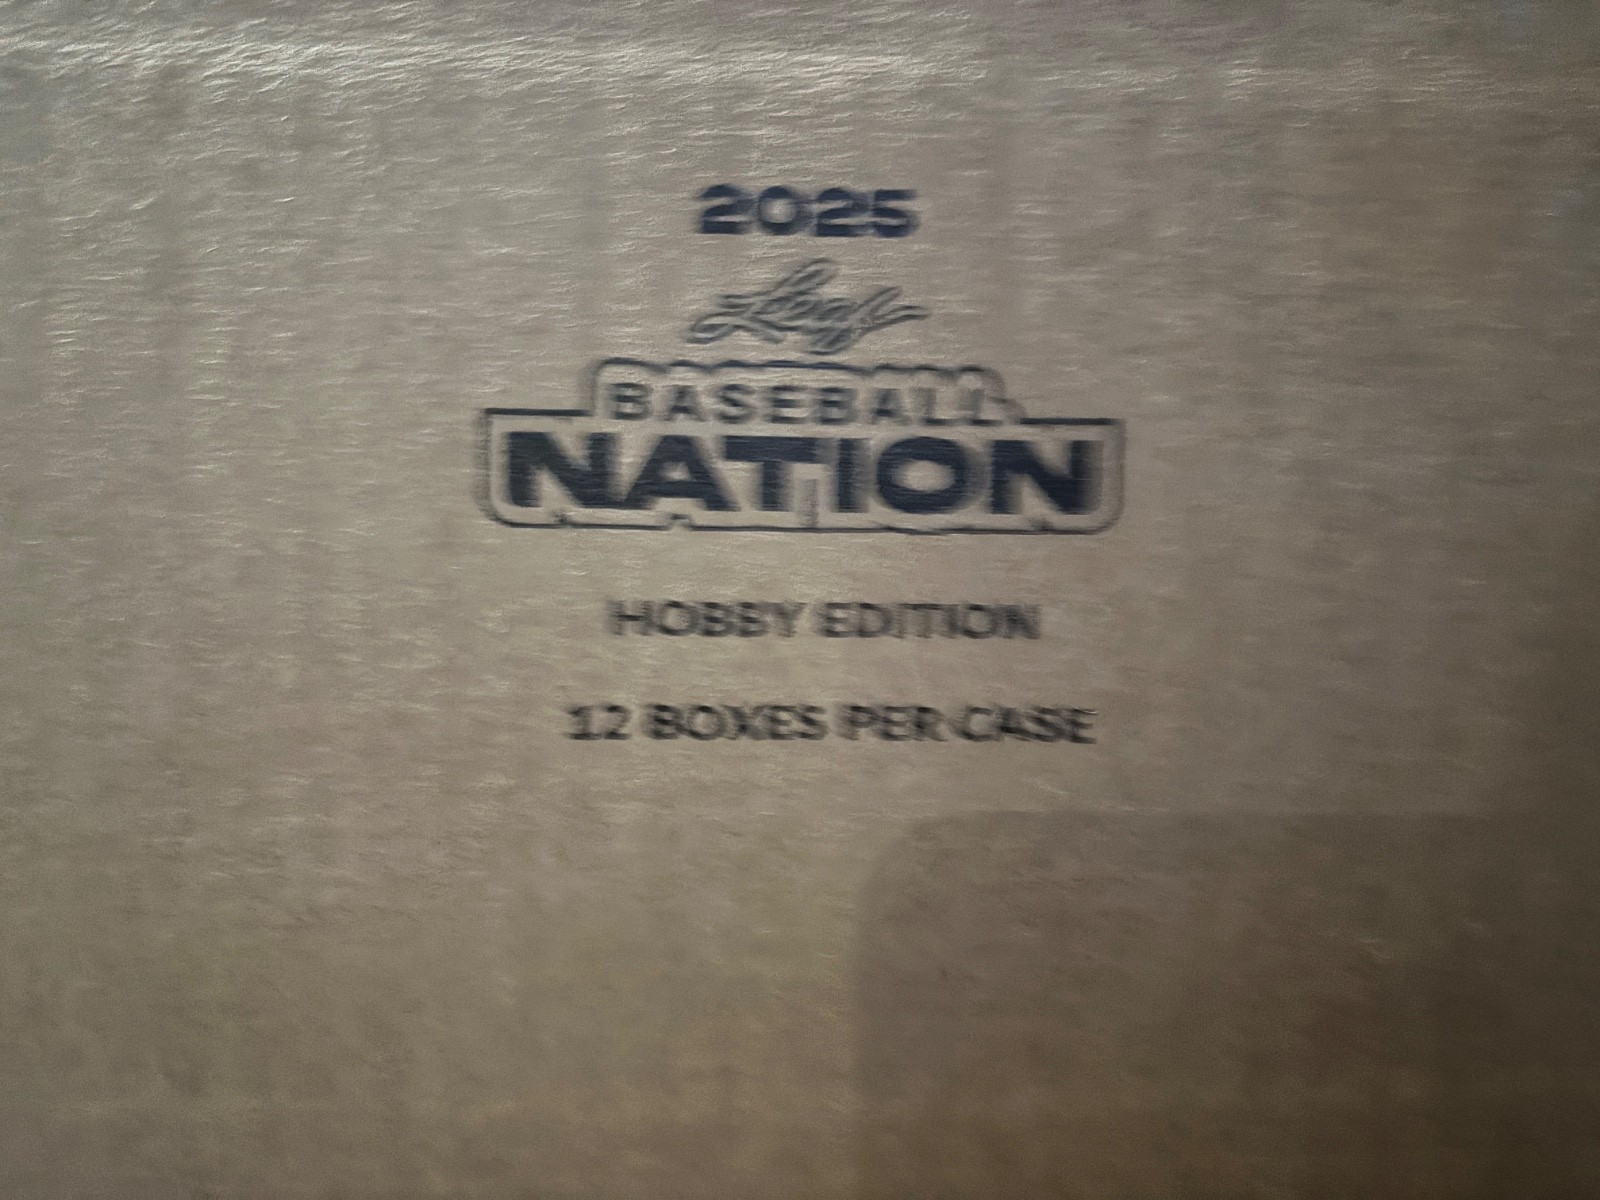 2025
Leaf
BASEBALL
NATION
HOBBY EDITION
12 BOXES PER CASE